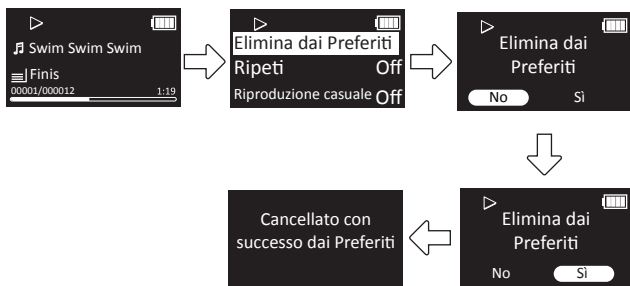 Swim Swim Swim
Finis
00001/000012 1:19
Elimina dai Preferiti
Ripeti Off
Riproduzione casuale Off
Elimina dai
Preferiti
No Sì
Elimina dai
Preferiti
No Sì
Cancellato con
successo dai Preferiti